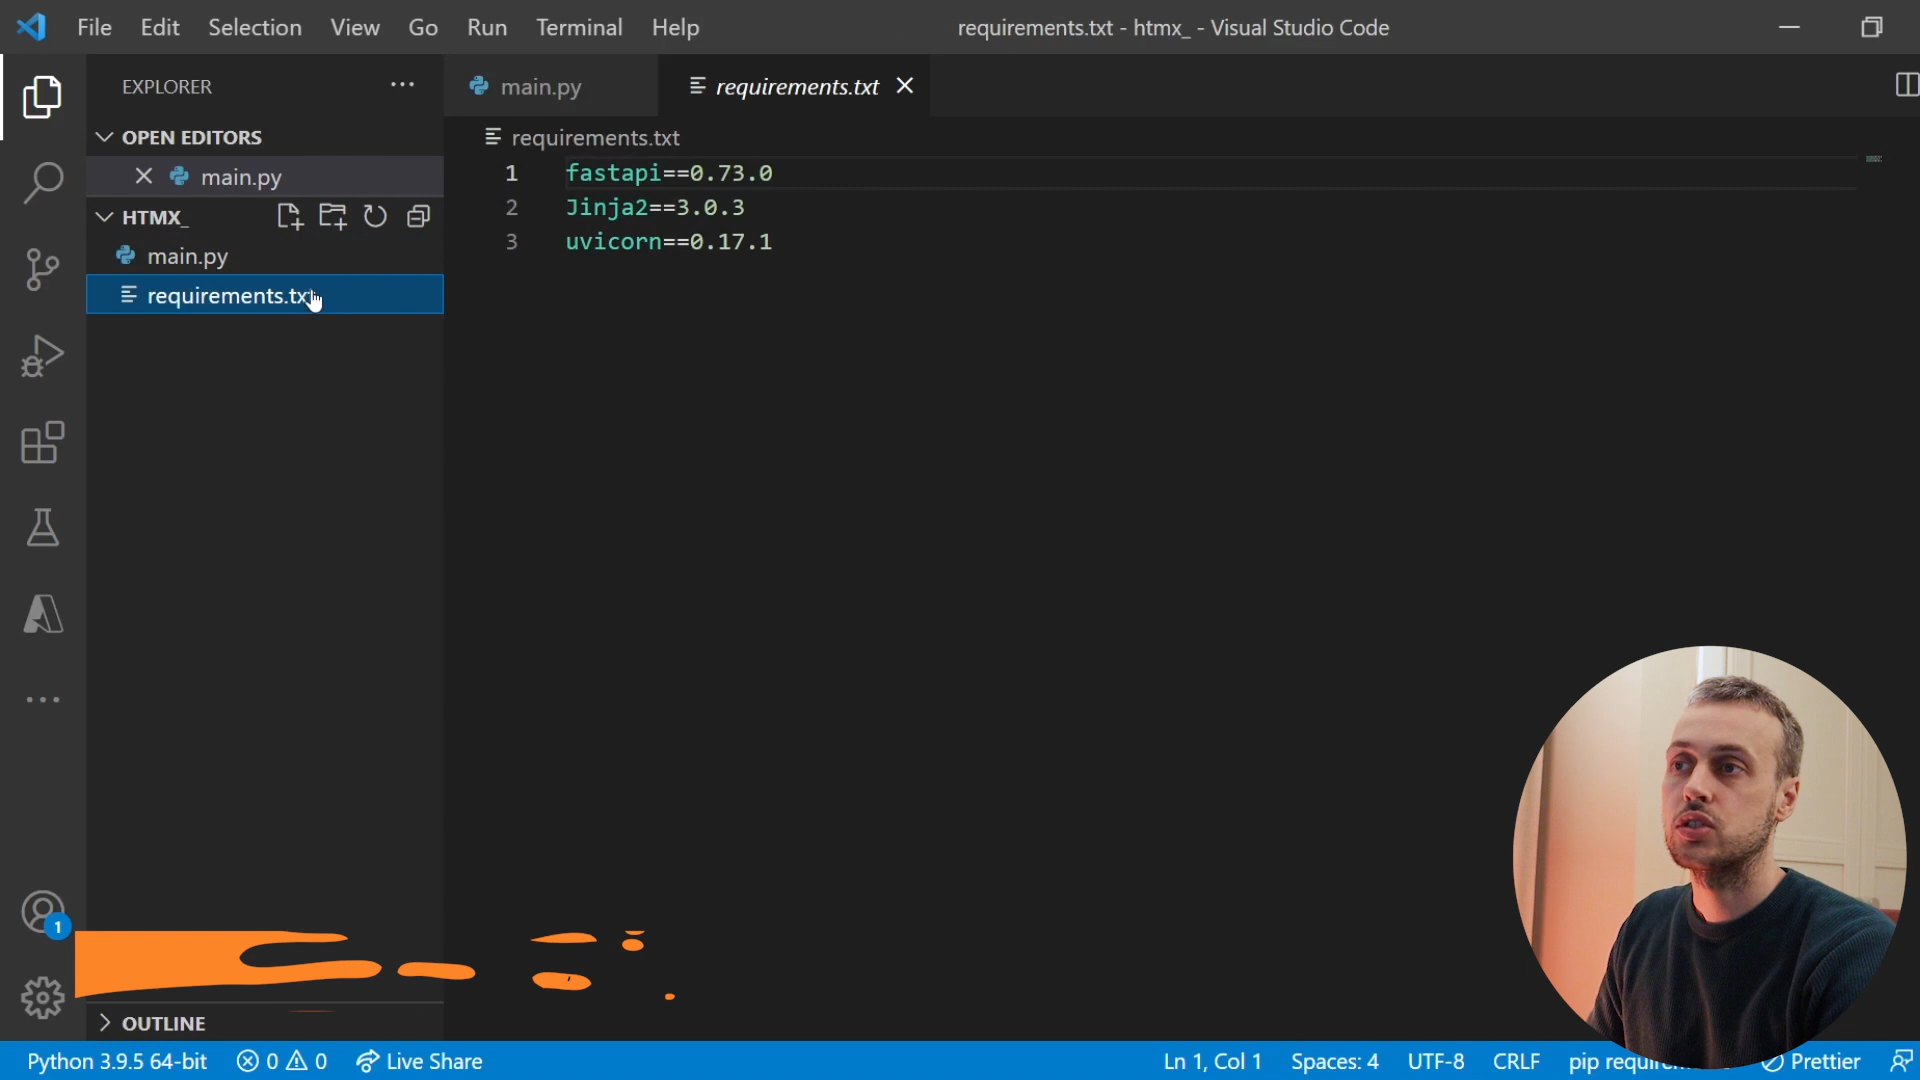 File Edit Selection View Go Run Terminal Help requirements.txt - htmx_ - Visual Studio Code
EXPLORER
OPEN EDITORS
main.py
HTMX_
main.py
requirements.txt
main.py requirements.txt
requirements.txt
1 fastapi==0.73.0
2 Jinja2==3.0.3
3 uvicorn==0.17.1
1
OUTLINE
Python 3.9.5 64-bit 0 0 Live Share Ln 1, Col 1 Spaces: 4 UTF-8 CRLF pip Prettier